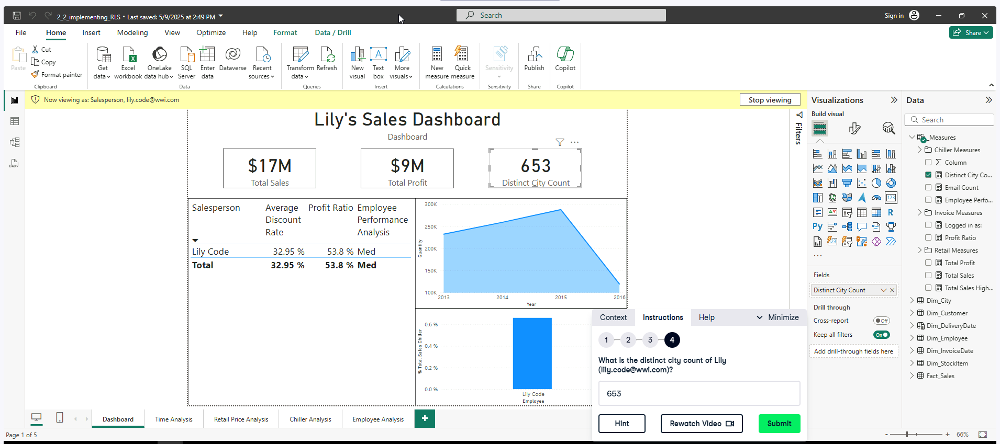 2_2_implementing_RLS • Last saved: 5/9/2025 at 2:49 PM
Search
Sign in
File Home Insert Modeling View Optimize Help Format Data / Drill
Share
Paste
Cut
Copy
Format painter
Clipboard
Get data
Excel workbook
OneLake data hub
SQL Server
Enter data
Dataverse
Recent sources
Data
Transform data
Refresh
Queries
New visual
Text box
More visuals
Insert
New measure
Quick measure
Calculations
Sensitivity
Sensitivity
Publish
Share
Copilot
Copilot
Now viewing as: Salesperson, lily.code@wwi.com
Stop viewing
Lily's Sales Dashboard
Dashboard
$17M
Total Sales
$9M
Total Profit
653
Distinct City Count
Salesperson Average Discount Rate Profit Ratio Employee Performance Analysis
Lily Code 32.95 % 53.8 % Med
Total 32.95 % 53.8 % Med
300K
250K
200K
150K
100K
Quantity
2013 2014 2015 2016
Year
0.6 %
0.4 %
0.2 %
0.0 %
% Total Sales Chiller
Lily Code
Employee
Filters
Visualizations
Build visual
123
R
Py
123
...
Fields
Distinct City Count
Drill through
Cross-report Off
Keep all filters On
Add drill-through fields here
Data
Search
_Measures
Chiller Measures
Column
Distinct City Co...
Email Count
Employee Perfo...
Invoice Measures
Logged in as:
Profit Ratio
Retail Measures
Total Profit
Total Sales
Total Sales High...
Dim_City
Dim_Customer
Dim_DeliveryDate
Dim_Employee
Dim_InvoiceDate
Dim_StockItem
Fact_Sales
Context Instructions Help Minimize
1 2 3 4
What is the distinct city count of Lily
(lily.code@wwi.com)?
653
Hint Rewatch Video Submit
DAX
Dashboard Time Analysis Retail Price Analysis Chiller Analysis Employee Analysis +
Page 1 of 5
- + 66%